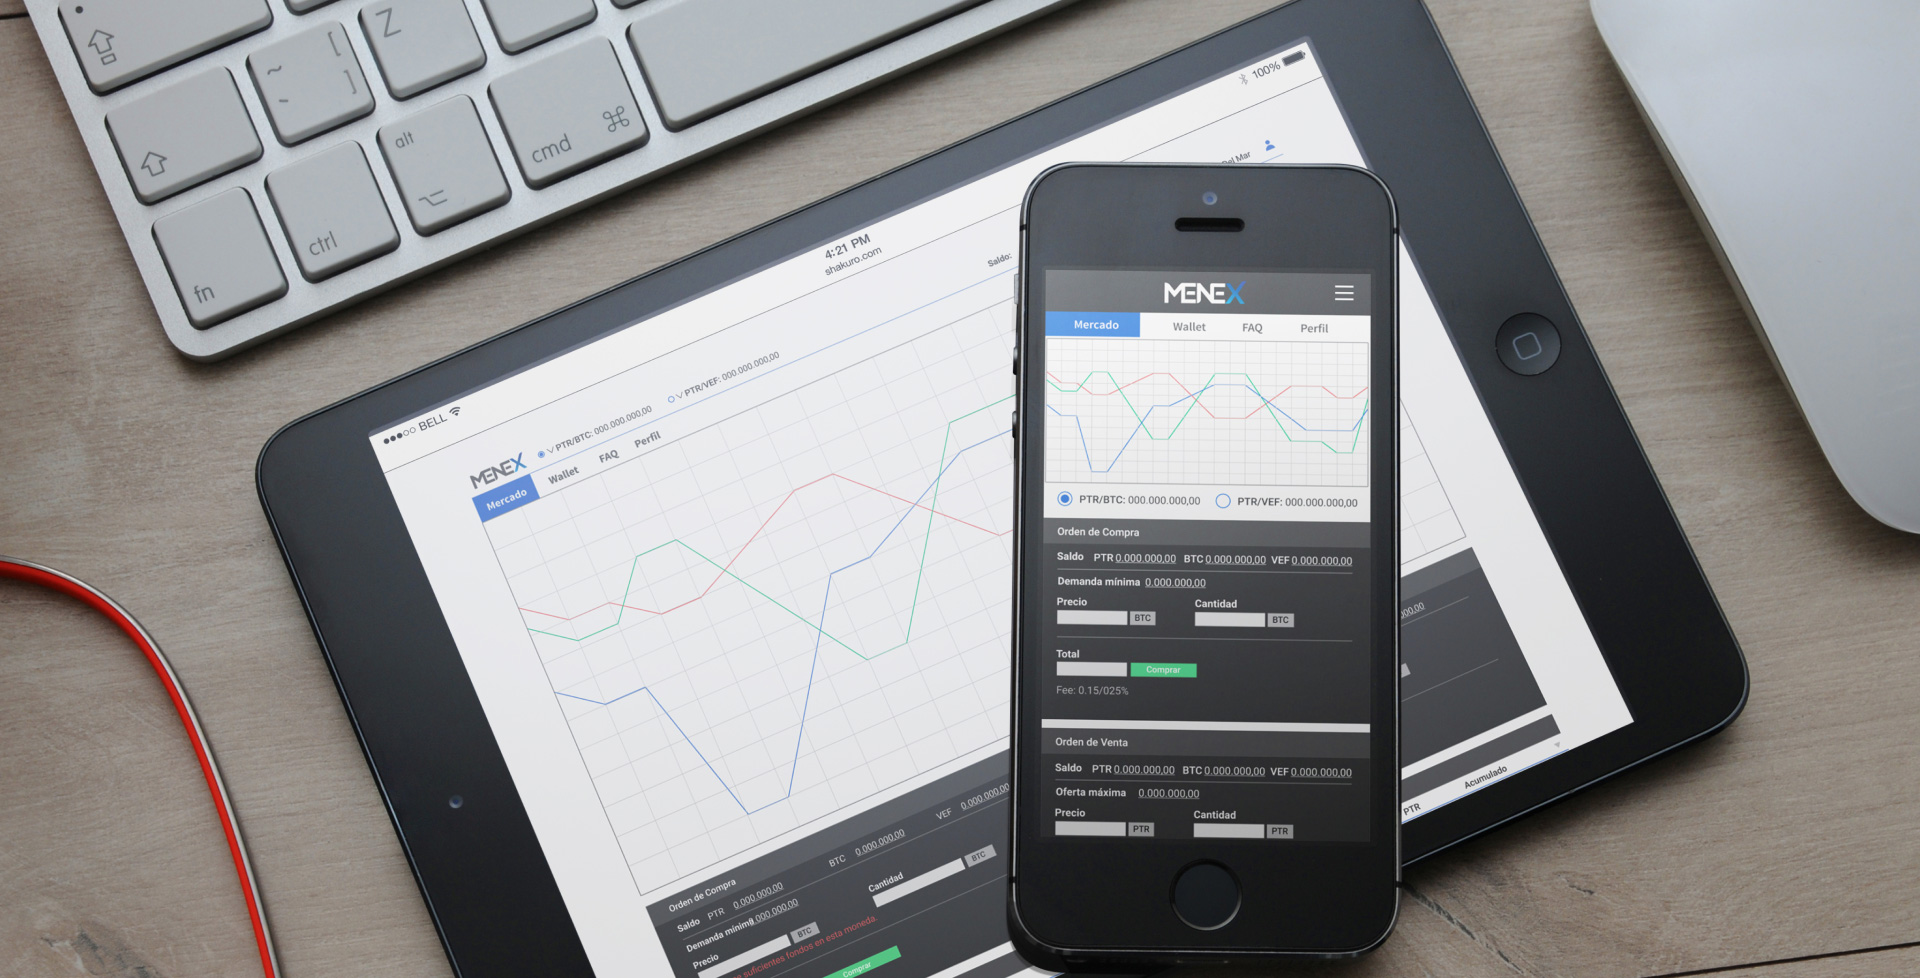 Z
~ [
- ]
alt
cmd ⌘
ctrl
fn
100%
Del Mar
4:21 PM
shakuro.com
Saldo:
BELL
MENEX
PTR/BTC: 000.000.000,00
PTR/VEF: 000.000.000,00
Mercado Wallet FAQ Perfil
Orden de Compra
Saldo PTR 0.000.000,00 BTC 0.000.000,00 VEF 0.000.000,00
Demanda mínima 0.000.000,00
Precio BTC Cantidad BTC
suficientes fondos en esta moneda.
Comprar
PTR Acumulado
MENEX
Mercado Wallet FAQ Perfil
PTR/BTC: 000.000.000,00 PTR/VEF: 000.000.000,00
Orden de Compra
Saldo PTR 0.000.000,00 BTC 0.000.000,00 VEF 0.000.000,00
Demanda mínima 0.000.000,00
Precio Cantidad
BTC BTC
Total
Comprar
Fee: 0.15/025%
Orden de Venta
Saldo PTR 0.000.000,00 BTC 0.000.000,00 VEF 0.000.000,00
Oferta máxima 0.000.000,00
Precio Cantidad
PTR PTR